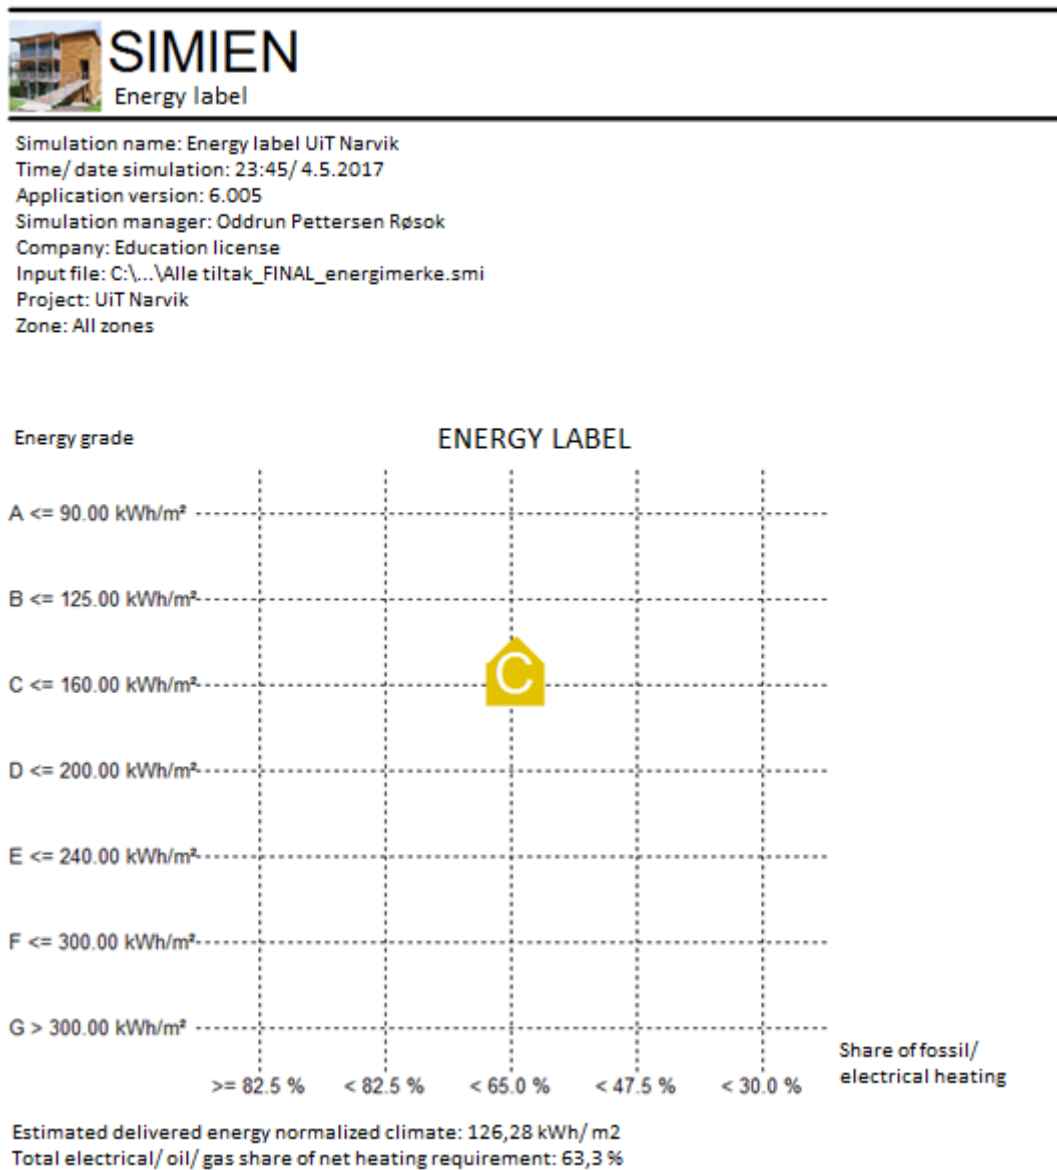 SIMIEN
Energy label
Simulation name: Energy label UiT Narvik
Time/ date simulation: 23:45/ 4.5.2017
Application version: 6.005
Simulation manager: Oddrun Pettersen Røsok
Company: Education license
Input file: C:\...\Alle tiltak_FINAL_energimerke.smi
Project: UiT Narvik
Zone: All zones
Energy grade
ENERGY LABEL
A <= 90.00 kWh/m²
B <= 125.00 kWh/m²
C
C <= 160.00 kWh/m²
D <= 200.00 kWh/m²
E <= 240.00 kWh/m²
F <= 300.00 kWh/m²
G > 300.00 kWh/m²
Share of fossil/
electrical heating
>= 82.5 % < 82.5 % < 65.0 % < 47.5 % < 30.0 %
Estimated delivered energy normalized climate: 126,28 kWh/ m2
Total electrical/ oil/ gas share of net heating requirement: 63,3 %